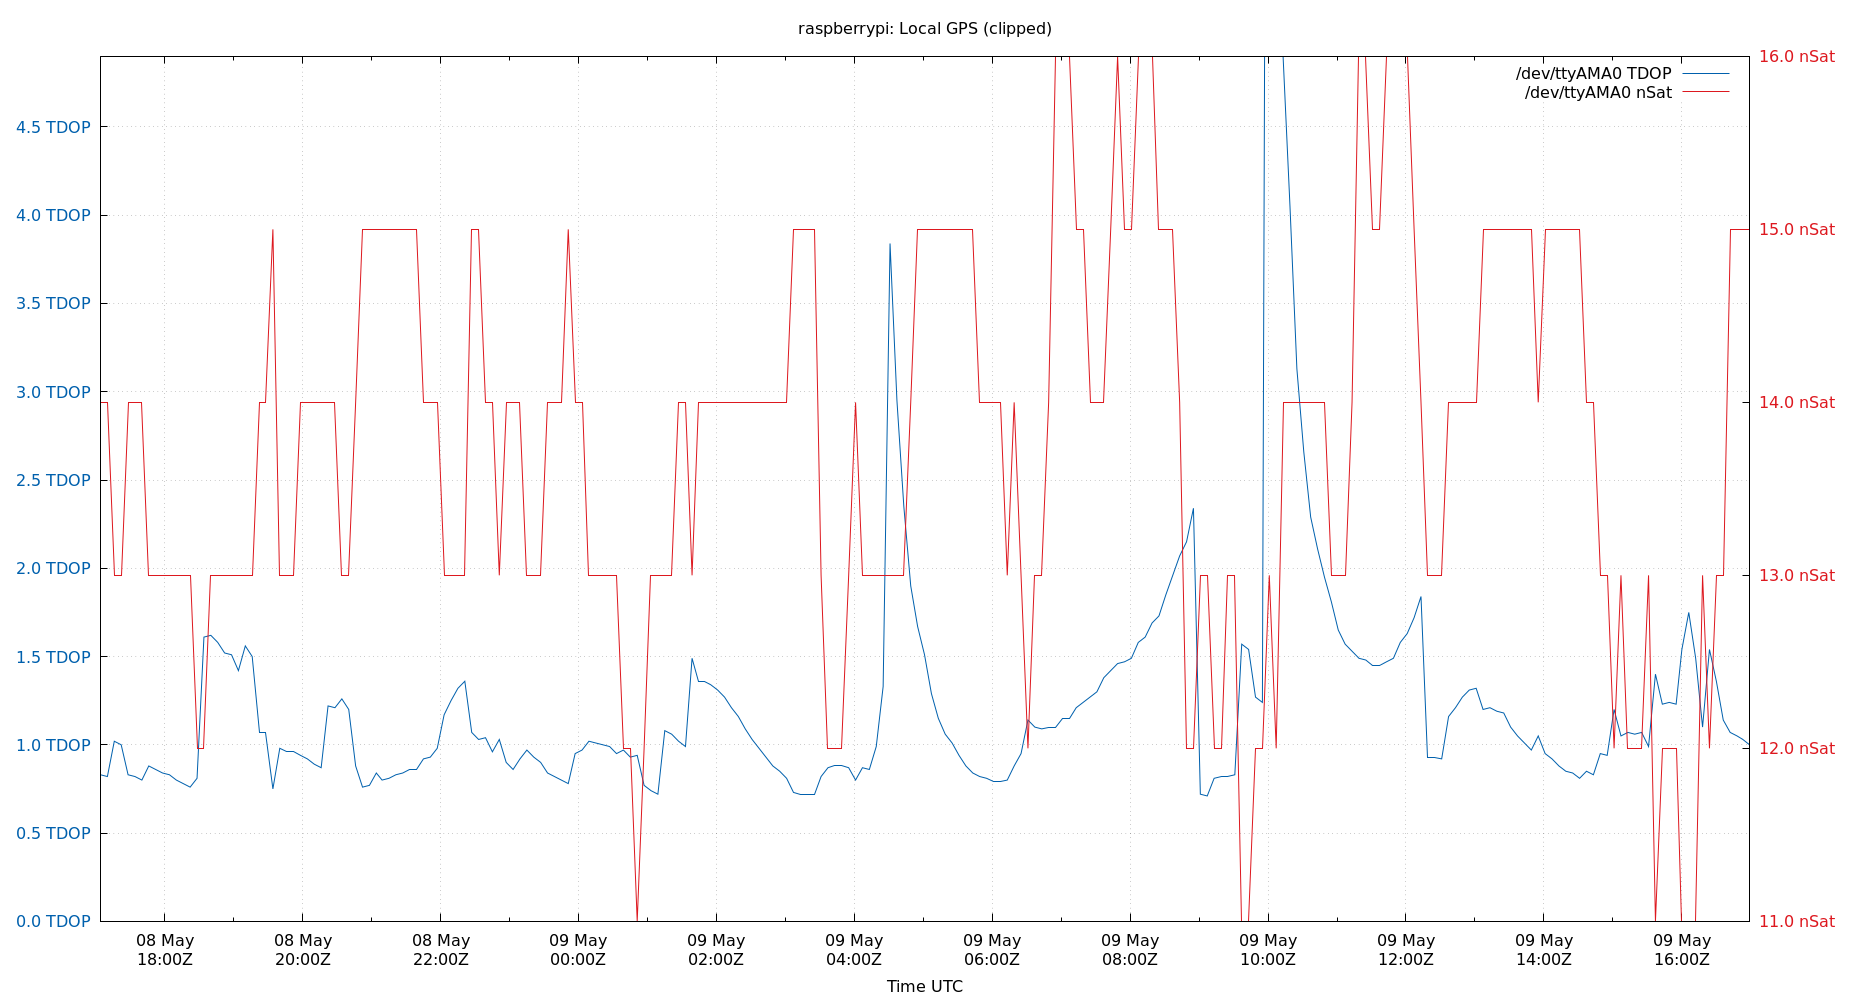 raspberrypi: Local GPS (clipped)
/dev/ttyAMA0 TDOP
/dev/ttyAMA0 nSat
4.5 TDOP
4.0 TDOP
3.5 TDOP
3.0 TDOP
2.5 TDOP
2.0 TDOP
1.5 TDOP
1.0 TDOP
0.5 TDOP
0.0 TDOP
16.0 nSat
15.0 nSat
14.0 nSat
13.0 nSat
12.0 nSat
11.0 nSat
08 May
18:00Z
08 May
20:00Z
08 May
22:00Z
09 May
00:00Z
09 May
02:00Z
09 May
04:00Z
09 May
06:00Z
09 May
08:00Z
09 May
10:00Z
09 May
12:00Z
09 May
14:00Z
09 May
16:00Z
Time UTC